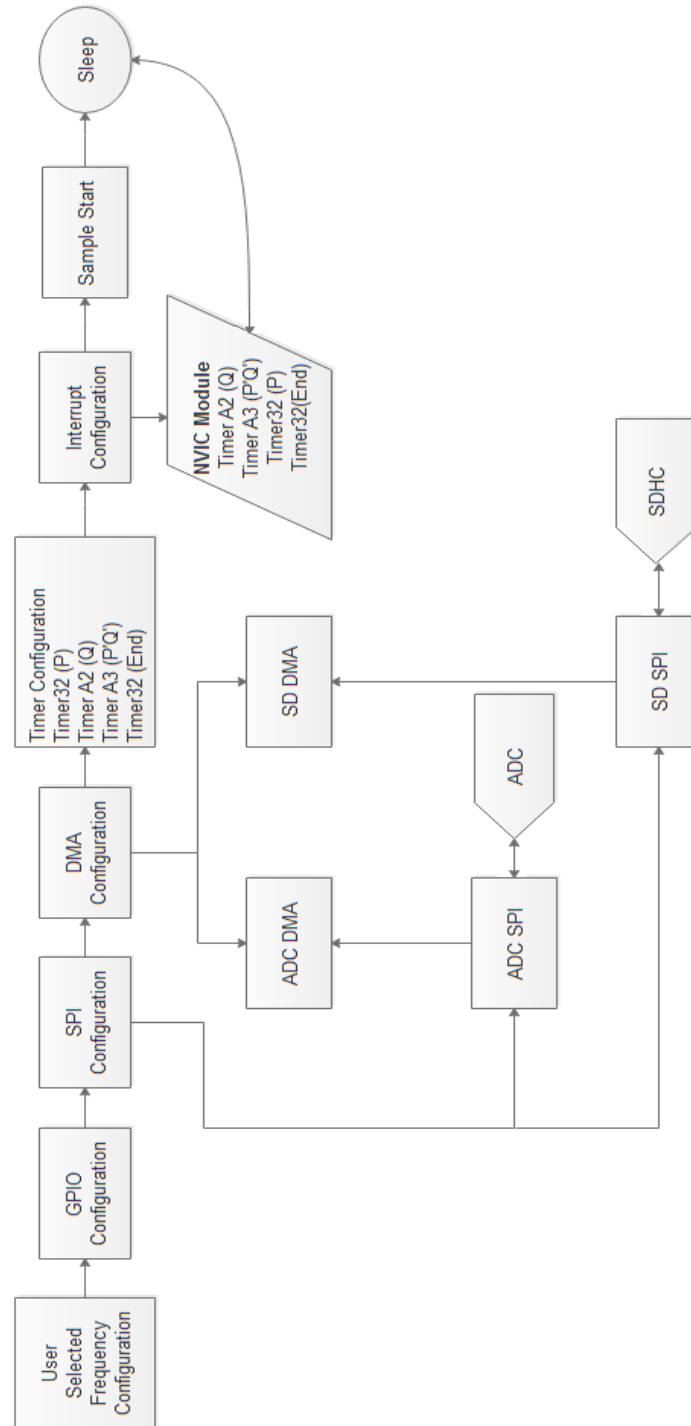 User
Selected
Frequency
Configuration
GPIO
Configuration
SPI
Configuration
DMA
Configuration
Timer Configuration
Timer32 (P)
Timer A2 (Q)
Timer A3 (P'Q')
Timer32 (End)
Interrupt
Configuration
Sample Start
Sleep
NVIC Module
Timer A2 (Q)
Timer A3 (P'Q')
Timer32 (P)
Timer32(End)
ADC DMA
SD DMA
ADC SPI
ADC
SD SPI
SDHC